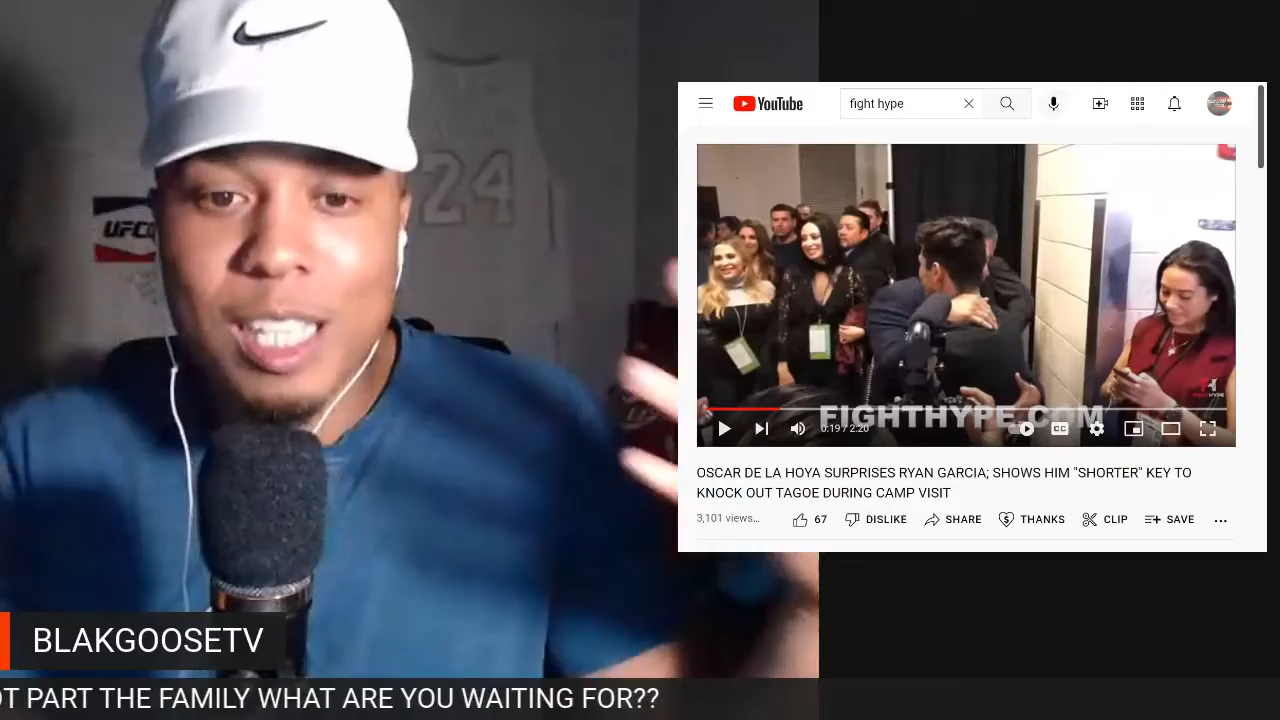 24
UFC
YouTube
fight hype
FIGHTHYPE.COM
0:19 / 2:20
CC
OSCAR DE LA HOYA SURPRISES RYAN GARCIA; SHOWS HIM "SHORTER" KEY TO
KNOCK OUT TAGOE DURING CAMP VISIT
3,101 views...
67
DISLIKE
SHARE
THANKS
CLIP
SAVE
BLAKGOOSETV
OT PART THE FAMILY WHAT ARE YOU WAITING FOR??